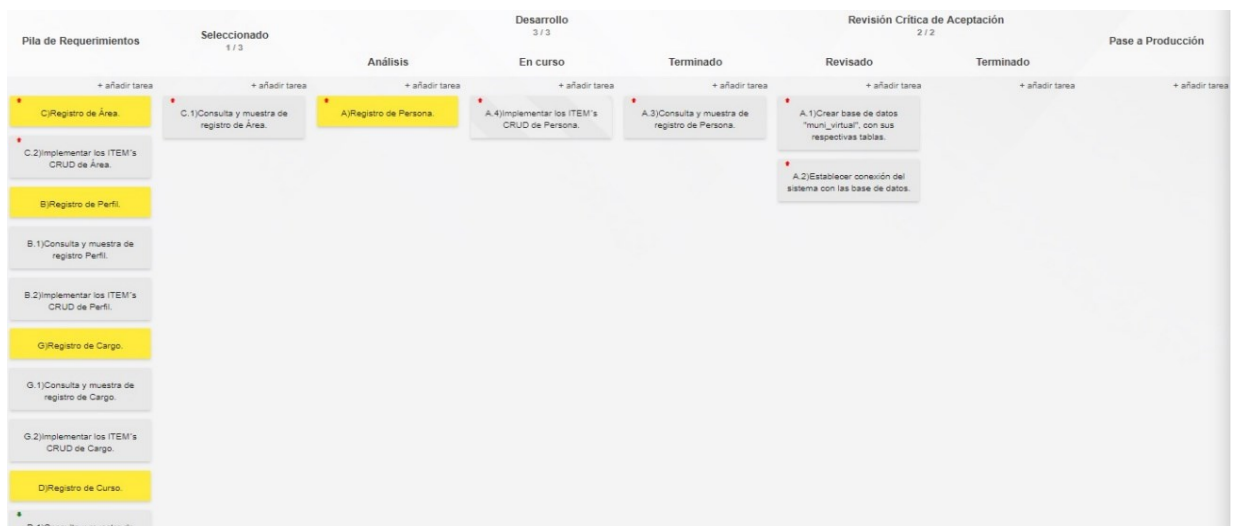 Pila de Requerimientos
Seleccionado
1 / 3
Desarrollo
3 / 3
Análisis
En curso
Terminado
Revisión Crítica de Aceptación
2 / 2
Revisado
Terminado
Pase a Producción
+ añadir tarea
+ añadir tarea
+ añadir tarea
+ añadir tarea
+ añadir tarea
+ añadir tarea
+ añadir tarea
+ añadir tarea
C)Registro de Área.
C.2)Implementar los ITEM's
CRUD de Área.
B)Registro de Perfil.
B.1)Consulta y muestra de
registro Perfil.
B.2)Implementar los ITEM's
CRUD de Perfil.
G)Registro de Cargo.
G.1)Consulta y muestra de
registro de Cargo.
G.2)Implementar los ITEM's
CRUD de Cargo.
D)Registro de Curso.
C.1)Consulta y muestra de
registro de Área.
A)Registro de Persona.
A.4)Implementar los ITEM's
CRUD de Persona.
A.3)Consulta y muestra de
registro de Persona.
A.1)Crear base de datos
"muni_virtual", con sus
respectivas tablas.
A.2)Establecer conexión del
sistema con las base de datos.